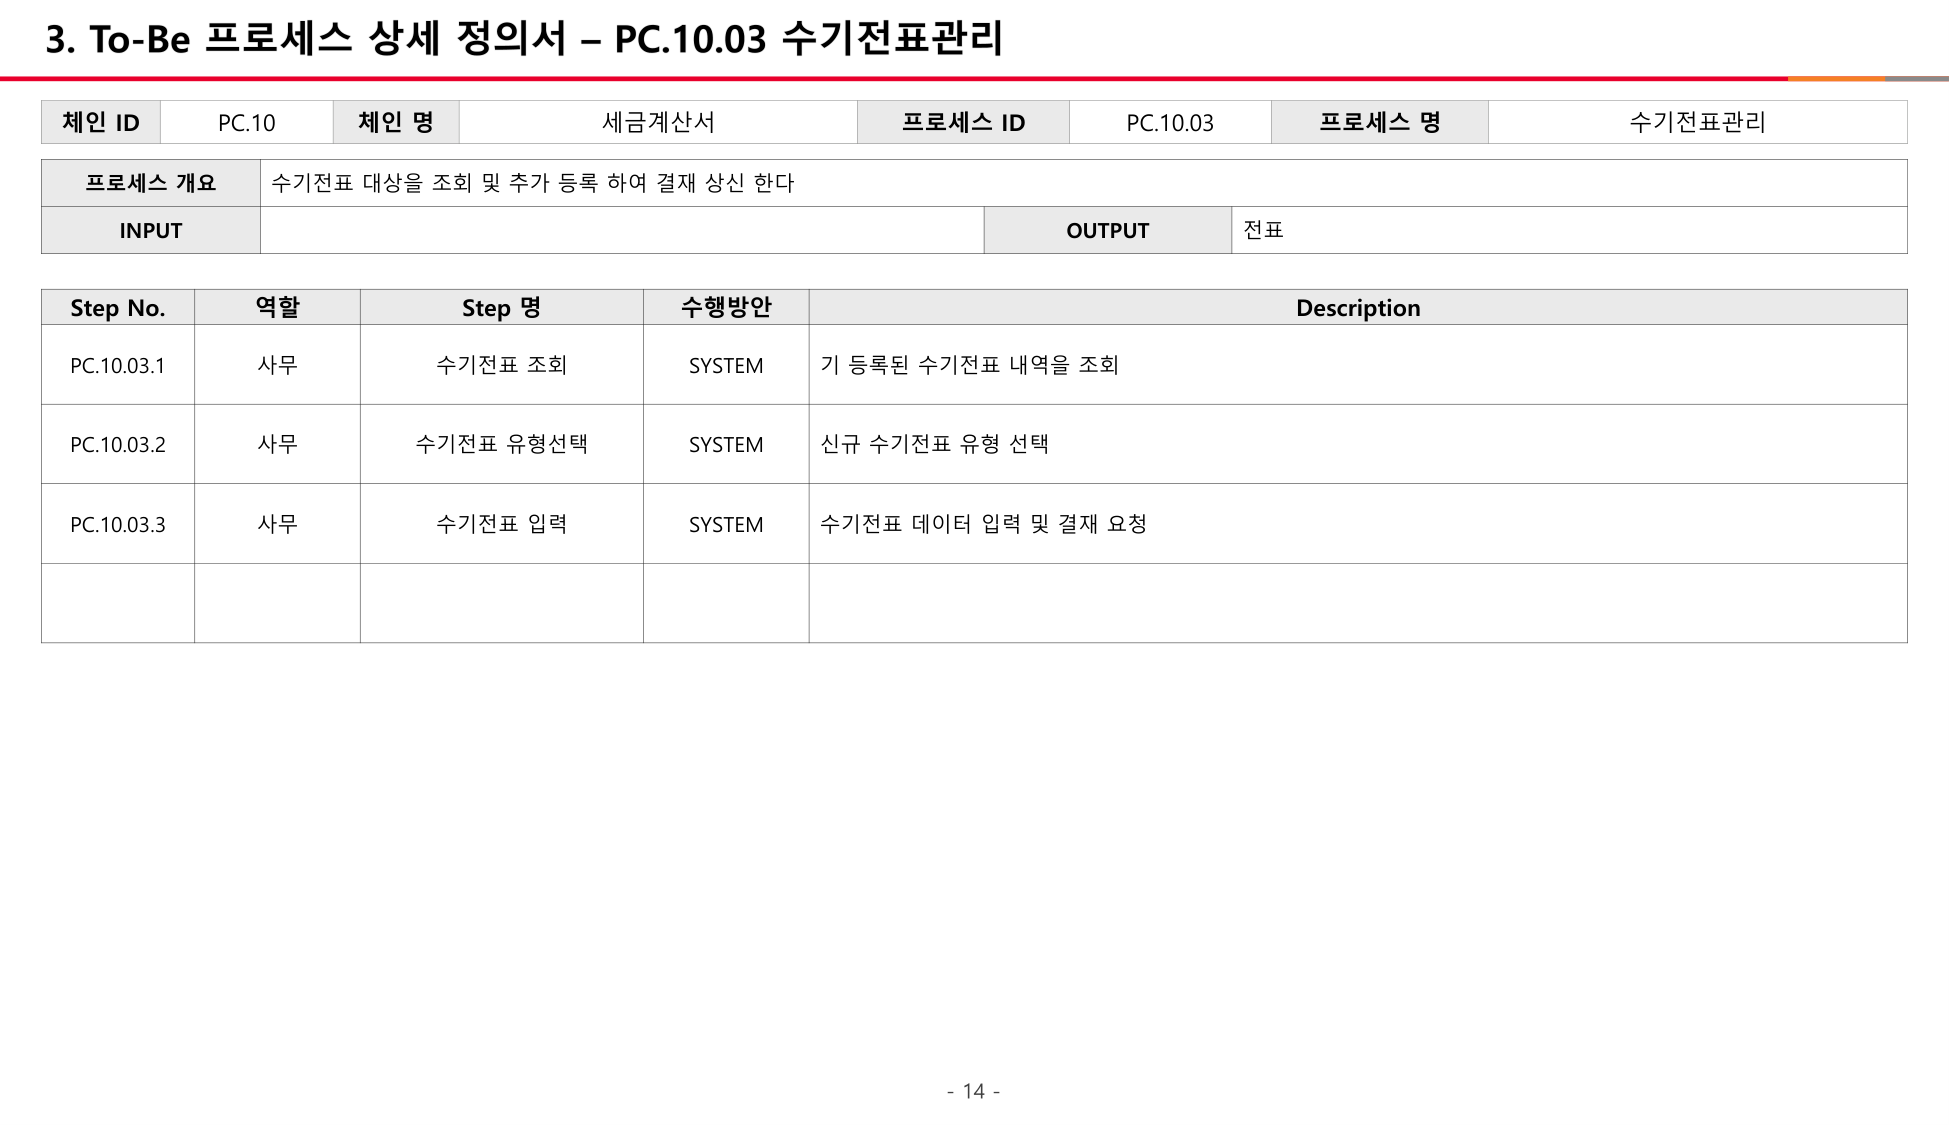 3. To-Be 프로세스 상세 정의서 – PC.10.03 수기전표관리
체인 ID PC.10 체인 명 세금계산서 프로세스 ID PC.10.03 프로세스 명 수기전표관리
프로세스 개요 수기전표 대상을 조회 및 추가 등록 하여 결재 상신 한다
INPUT OUTPUT 전표
Step No. 역할 Step 명 수행방안 Description
PC.10.03.1 사무 수기전표 조회 SYSTEM 기 등록된 수기전표 내역을 조회
PC.10.03.2 사무 수기전표 유형선택 SYSTEM 신규 수기전표 유형 선택
PC.10.03.3 사무 수기전표 입력 SYSTEM 수기전표 데이터 입력 및 결재 요청
- 14 -